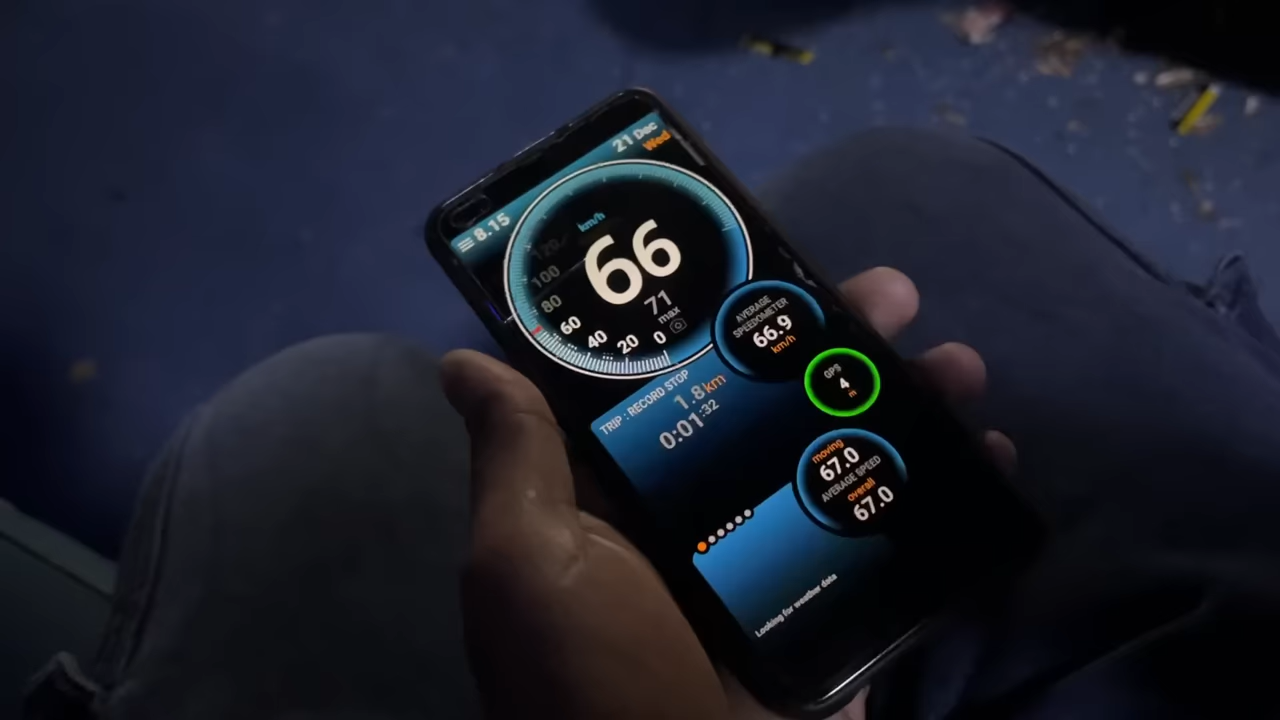 21 Dec
Wed
8.15
km/h
120
100
80
60
40
20
0
66
71
max
AVERAGE
SPEEDOMETER
66.9
km/h
GPS
4
m
TRIP : RECORD STOP
1.8 km
0:01:32
moving
67.0
AVERAGE SPEED
overall
67.0
Looking for weather data